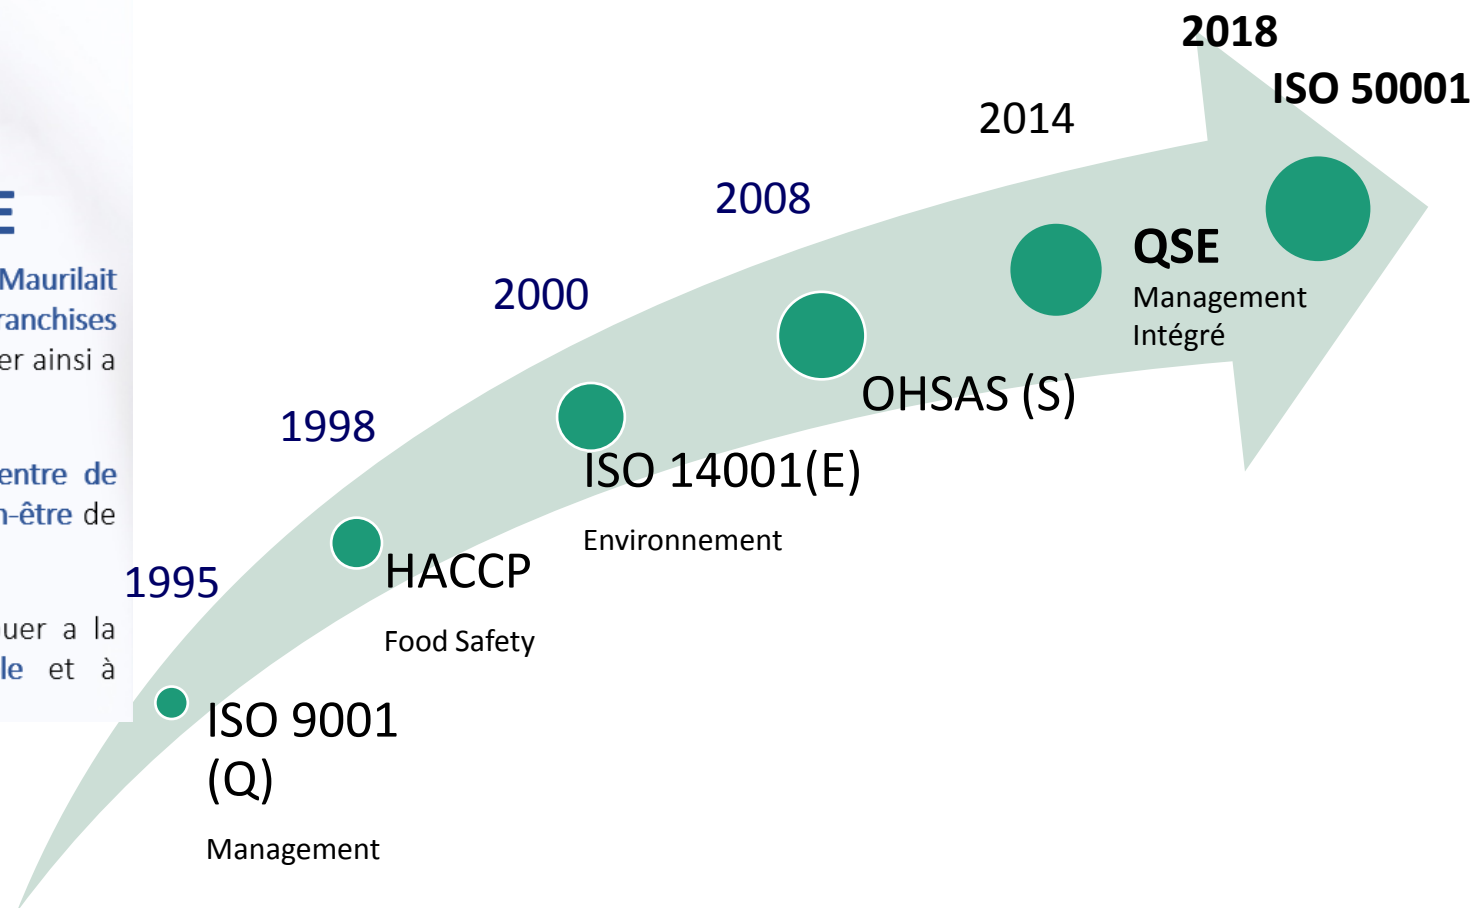 E
Maurilait
ranchises
er ainsi a
entre de
n-être de
uer a la
le et à
1995
ISO 9001
(Q)
Management
1998
HACCP
Food Safety
2000
ISO 14001(E)
Environnement
2008
OHSAS (S)
2014
QSE
Management
Intégré
2018
ISO 50001